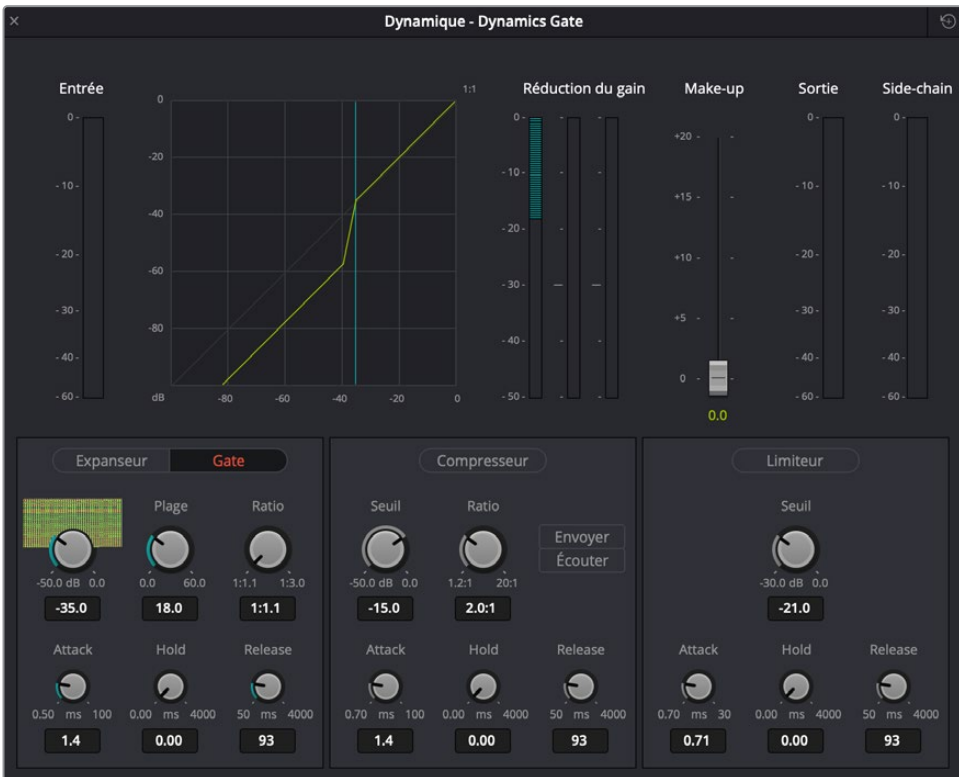 Dynamique - Dynamics Gate
Entrée
1:1
Réduction du gain
Make-up
Sortie
Side-chain
0
-20
-40
-60
-80
dB
-80
-60
-40
-20
0
0-
- 10 -
- 20 -
- 30 -
- 40 -
- 60 -
0-
- 10 -
- 20 -
- 30 -
- 40 -
- 50 -
+20 -
+15 -
+10 -
+5 -
0 -
0.0
0-
- 10 -
- 20 -
- 30 -
- 40 -
- 60 -
0-
- 10 -
- 20 -
- 30 -
- 40 -
- 60 -
Expanseur Gate
Plage Ratio
-50.0 dB 0.0 0.0 60.0 1:1.1 1:3.0
-35.0 18.0 1:1.1
Attack Hold Release
0.50 ms 100 0.00 ms 4000 50 ms 4000
1.4 0.00 93
Compresseur
Seuil Ratio
Envoyer
Écouter
-50.0 dB 0.0 1.2:1 20:1
-15.0 2.0:1
Attack Hold Release
0.70 ms 100 0.00 ms 4000 50 ms 4000
1.4 0.00 93
Limiteur
Seuil
-30.0 dB 0.0
-21.0
Attack Hold Release
0.70 ms 30 0.00 ms 4000 50 ms 4000
0.71 0.00 93